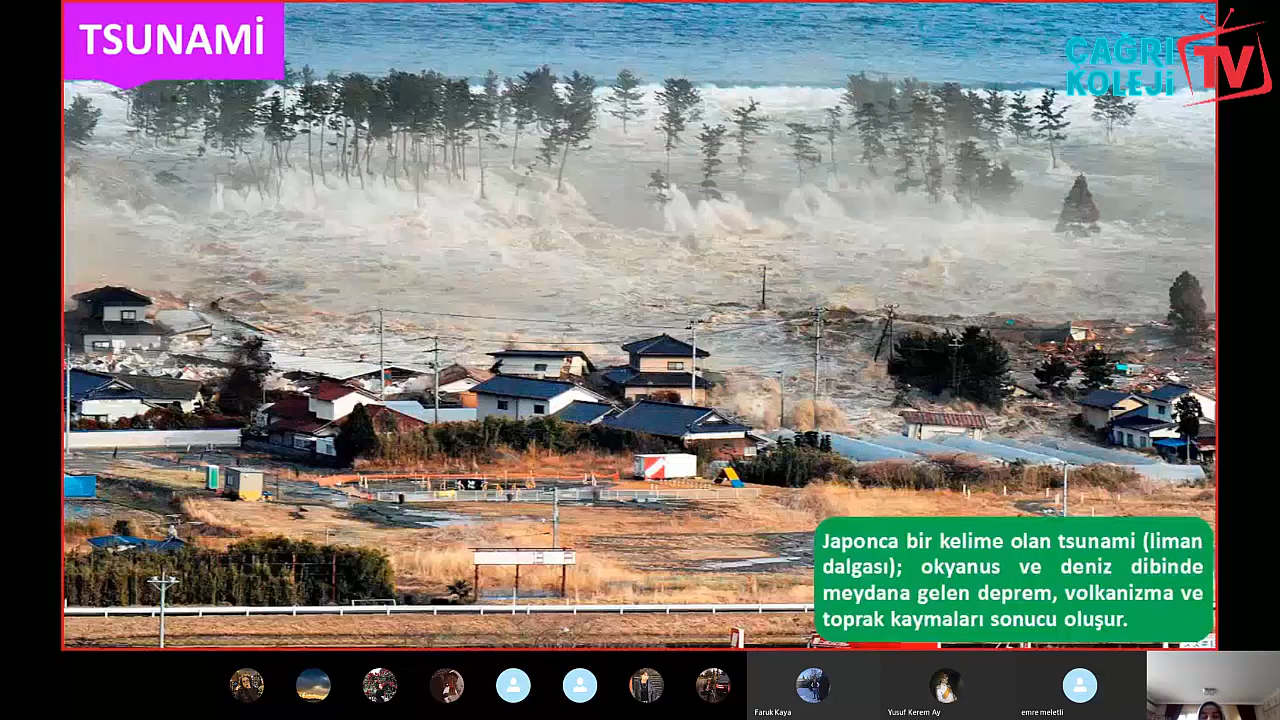 TSUNAMİ
ÇAĞRI
KOLEJİ
TV
Japonca bir kelime olan tsunami (liman
dalgası); okyanus ve deniz dibinde
meydana gelen deprem, volkanizma ve
toprak kaymaları sonucu oluşur.
Faruk Kaya
Yusuf Kerem Ay
emre meletli